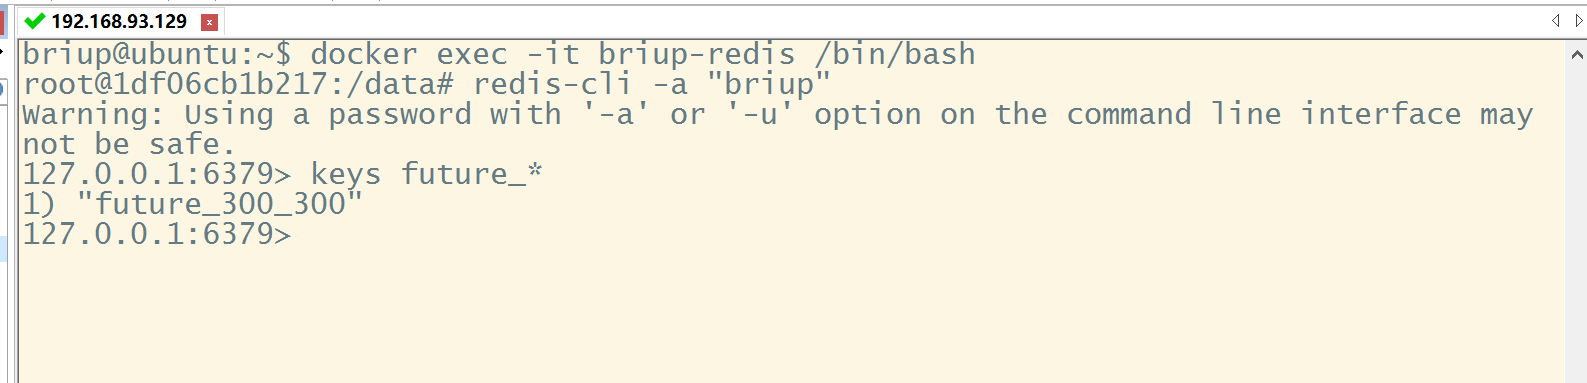 192.168.93.129
briup@ubuntu:~$ docker exec -it briup-redis /bin/bash
root@1df06cb1b217:/data# redis-cli -a "briup"
Warning: Using a password with '-a' or '-u' option on the command line interface may
not be safe.
127.0.0.1:6379> keys future_*
1) "future_300_300"
127.0.0.1:6379>